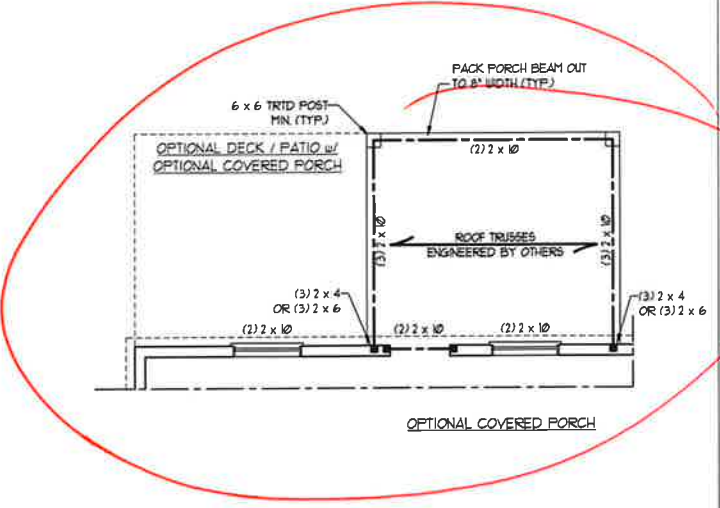 PACK PORCH BEAM OUT
TO 8" WIDTH (TYP.)
6 x 6 TRTD POST
MIN. (TYP.)
OPTIONAL DECK / PATIO w/
OPTIONAL COVERED PORCH
(2) 2 x 10
(3) 2 x 10
ROOF TRUSSES
ENGINEERED BY OTHERS
(3) 2 x 10
(3) 2 x 4
OR (3) 2 x 6
(3) 2 x 4
OR (3) 2 x 6
(2) 2 x 10
(2) 2 x 10
(2) 2 x 10
OPTIONAL COVERED PORCH